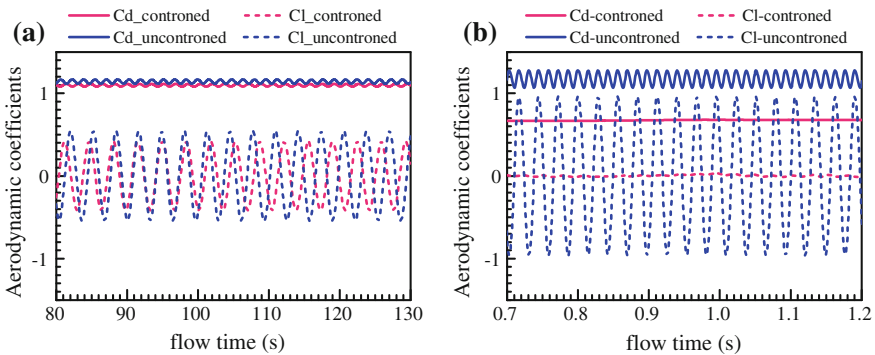 (a)
Cd_controned Cl_controned
Cd_uncontroned Cl_uncontroned
Aerodynamic coefficients
1
0
-1
80 90 100 110 120 130
flow time (s)
(b)
Cd-controned Cl-controned
Cd-uncontroned Cl-uncontroned
Aerodynamic coefficients
1
0
-1
0.7 0.8 0.9 1.0 1.1 1.2
flow time (s)